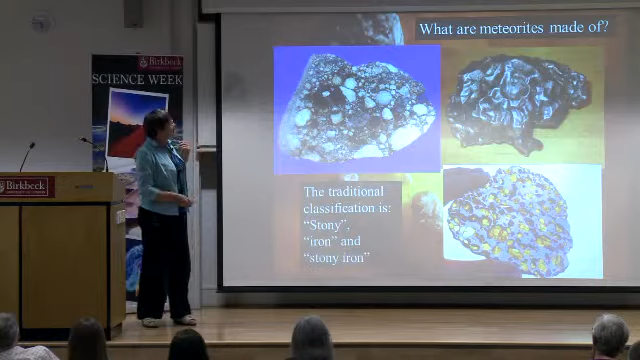 What are meteorites made of?
Birkbeck
SCIENCE WEEK
Birkbeck
The traditional
classification is:
"Stony",
"iron" and
"stony iron"